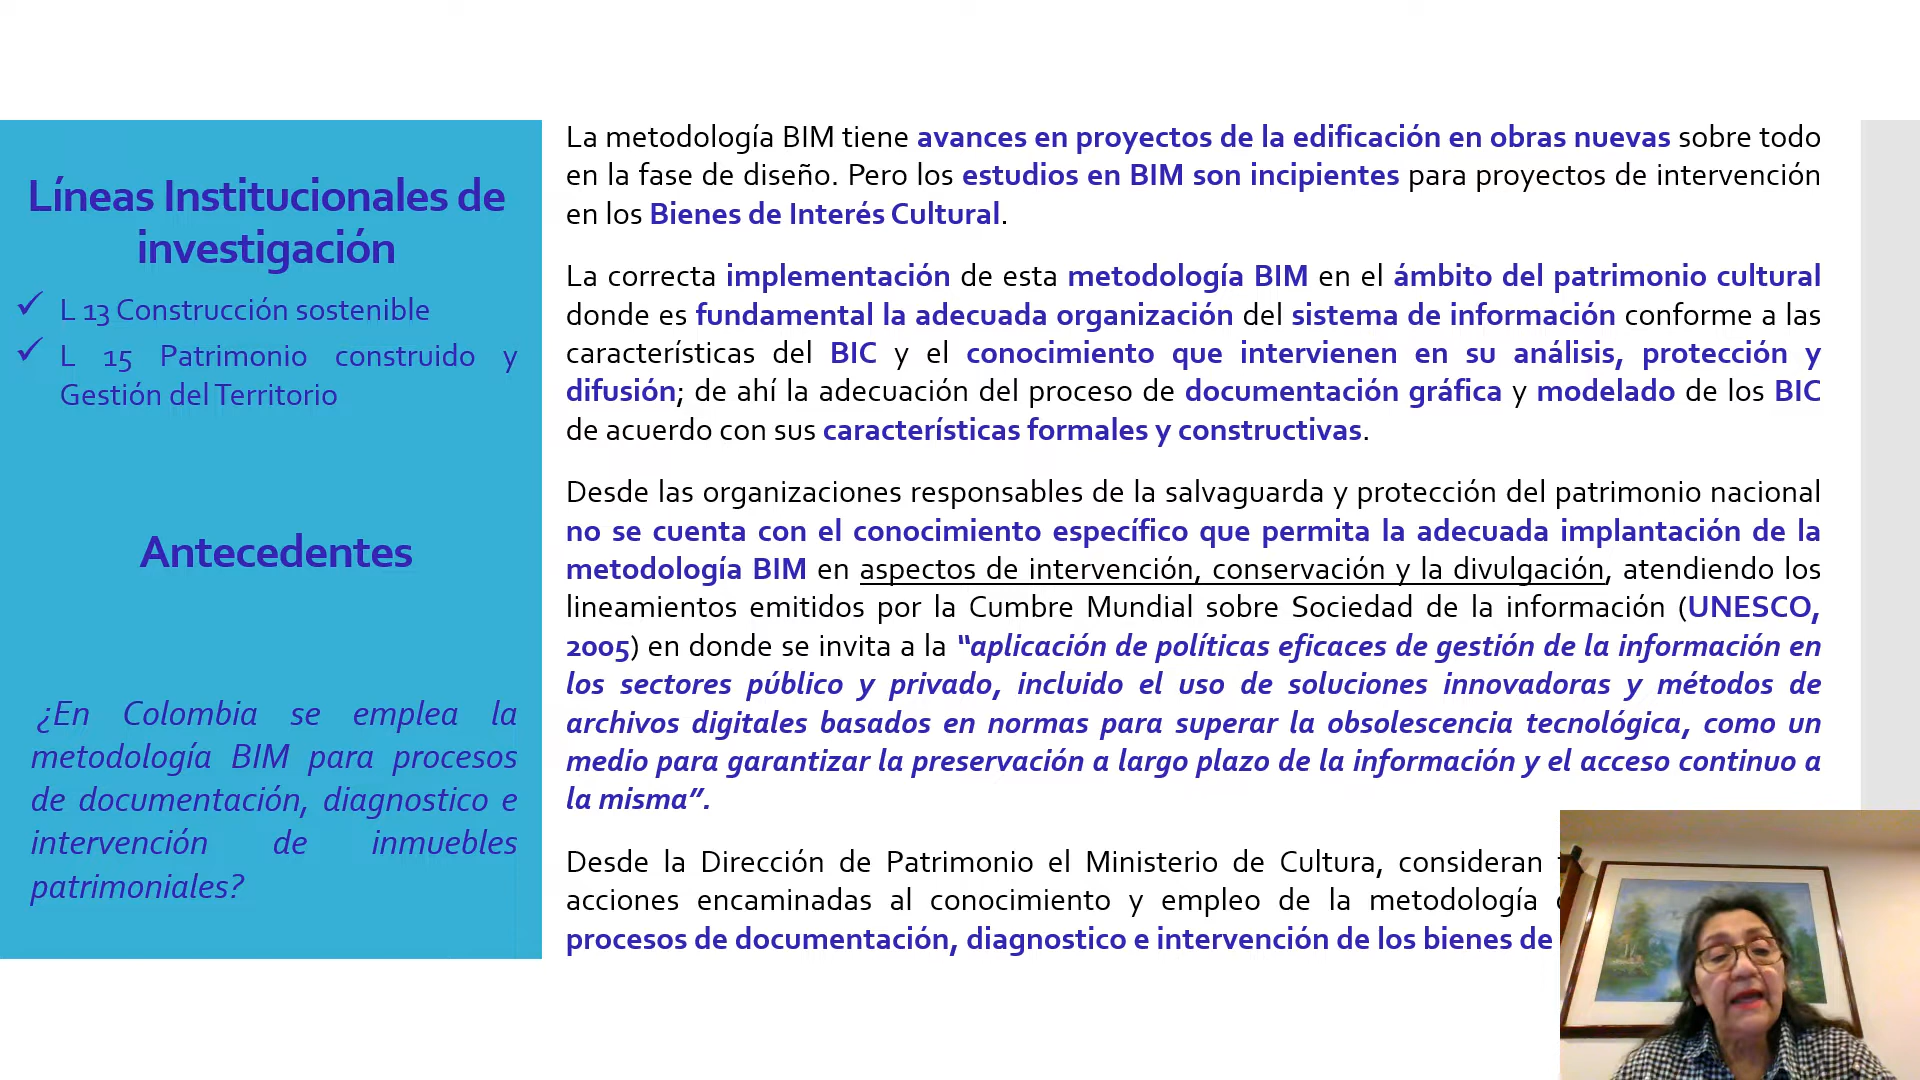 Líneas Institucionales de
investigación
L 13 Construcción sostenible
L 15 Patrimonio construido y
Gestión del Territorio
Antecedentes
¿En Colombia se emplea la
metodología BIM para procesos
de documentación, diagnostico e
intervención de inmuebles
patrimoniales?
La metodología BIM tiene avances en proyectos de la edificación en obras nuevas sobre todo
en la fase de diseño. Pero los estudios en BIM son incipientes para proyectos de intervención
en los Bienes de Interés Cultural.
La correcta implementación de esta metodología BIM en el ámbito del patrimonio cultural
donde es fundamental la adecuada organización del sistema de información conforme a las
características del BIC y el conocimiento que intervienen en su análisis, protección y
difusión; de ahí la adecuación del proceso de documentación gráfica y modelado de los BIC
de acuerdo con sus características formales y constructivas.
Desde las organizaciones responsables de la salvaguarda y protección del patrimonio nacional
no se cuenta con el conocimiento específico que permita la adecuada implantación de la
metodología BIM en aspectos de intervención, conservación y la divulgación, atendiendo los
lineamientos emitidos por la Cumbre Mundial sobre Sociedad de la información (UNESCO,
2005) en donde se invita a la “aplicación de políticas eficaces de gestión de la información en
los sectores público y privado, incluido el uso de soluciones innovadoras y métodos de
archivos digitales basados en normas para superar la obsolescencia tecnológica, como un
medio para garantizar la preservación a largo plazo de la información y el acceso continuo a
la misma”.
Desde la Dirección de Patrimonio el Ministerio de Cultura, consideran
acciones encaminadas al conocimiento y empleo de la metodología
procesos de documentación, diagnostico e intervención de los bienes de